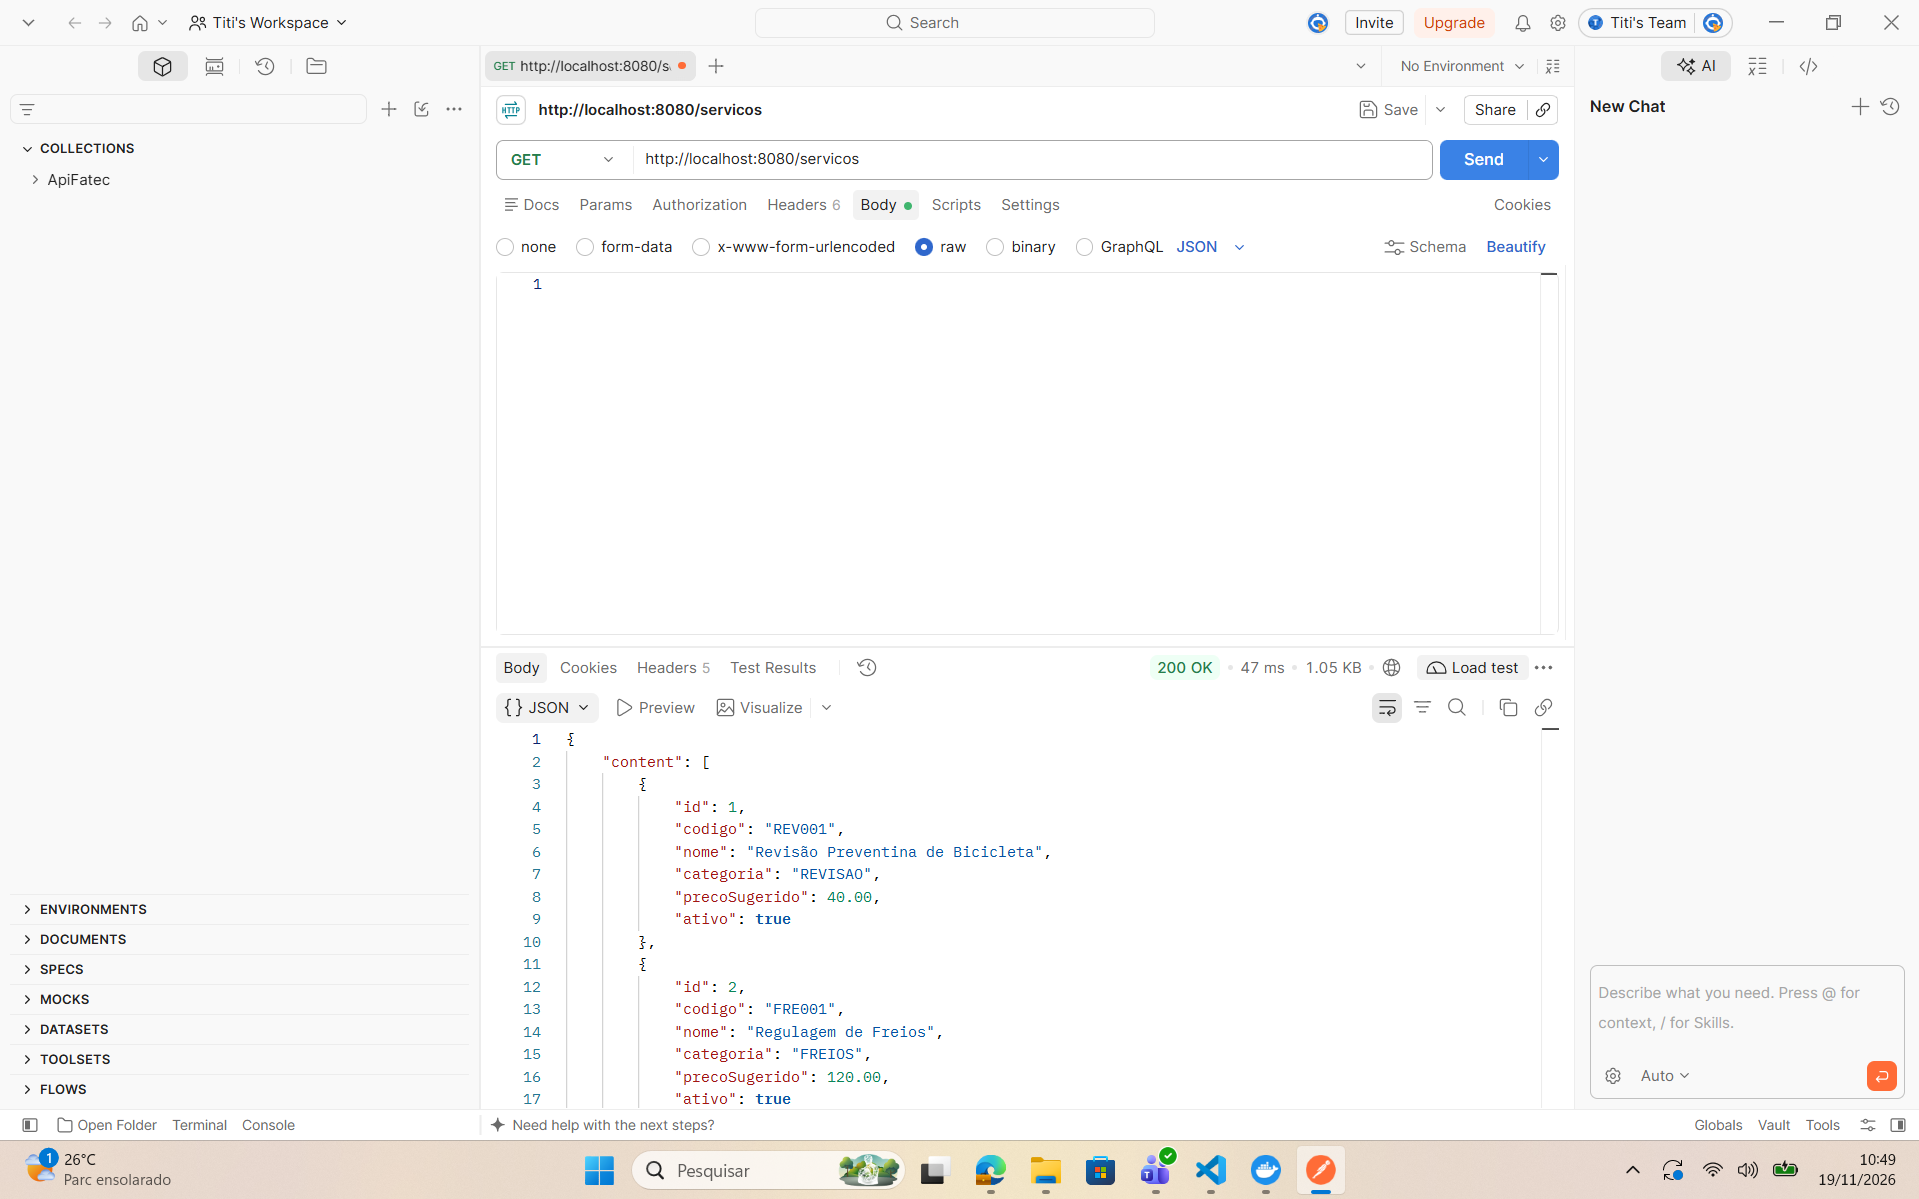 Titi's Workspace
Search
Invite
Upgrade
Titi's Team
GET http://localhost:8080/s
No Environment
AI
HTTP
http://localhost:8080/servicos
Save
Share
New Chat
COLLECTIONS
ApiFatec
GET
http://localhost:8080/servicos
Send
Docs
Params
Authorization
Headers 6
Body
Scripts
Settings
Cookies
none
form-data
x-www-form-urlencoded
raw
binary
GraphQL
JSON
Schema
Beautify
1
Body
Cookies
Headers 5
Test Results
200 OK
47 ms
1.05 KB
Load test
{} JSON
Preview
Visualize
1 {
2 "content": [
3 {
4 "id": 1,
5 "codigo": "REV001",
6 "nome": "Revisão Preventina de Bicicleta",
7 "categoria": "REVISAO",
8 "precoSugerido": 40.00,
9 "ativo": true
10 },
11 {
12 "id": 2,
13 "codigo": "FRE001",
14 "nome": "Regulagem de Freios",
15 "categoria": "FREIOS",
16 "precoSugerido": 120.00,
17 "ativo": true
ENVIRONMENTS
DOCUMENTS
SPECS
MOCKS
DATASETS
TOOLSETS
FLOWS
Describe what you need. Press @ for
context, / for Skills.
Auto
Open Folder
Terminal
Console
Need help with the next steps?
Globals
Vault
Tools
1
26°C
Parc ensolarado
Pesquisar
10:49
19/11/2026